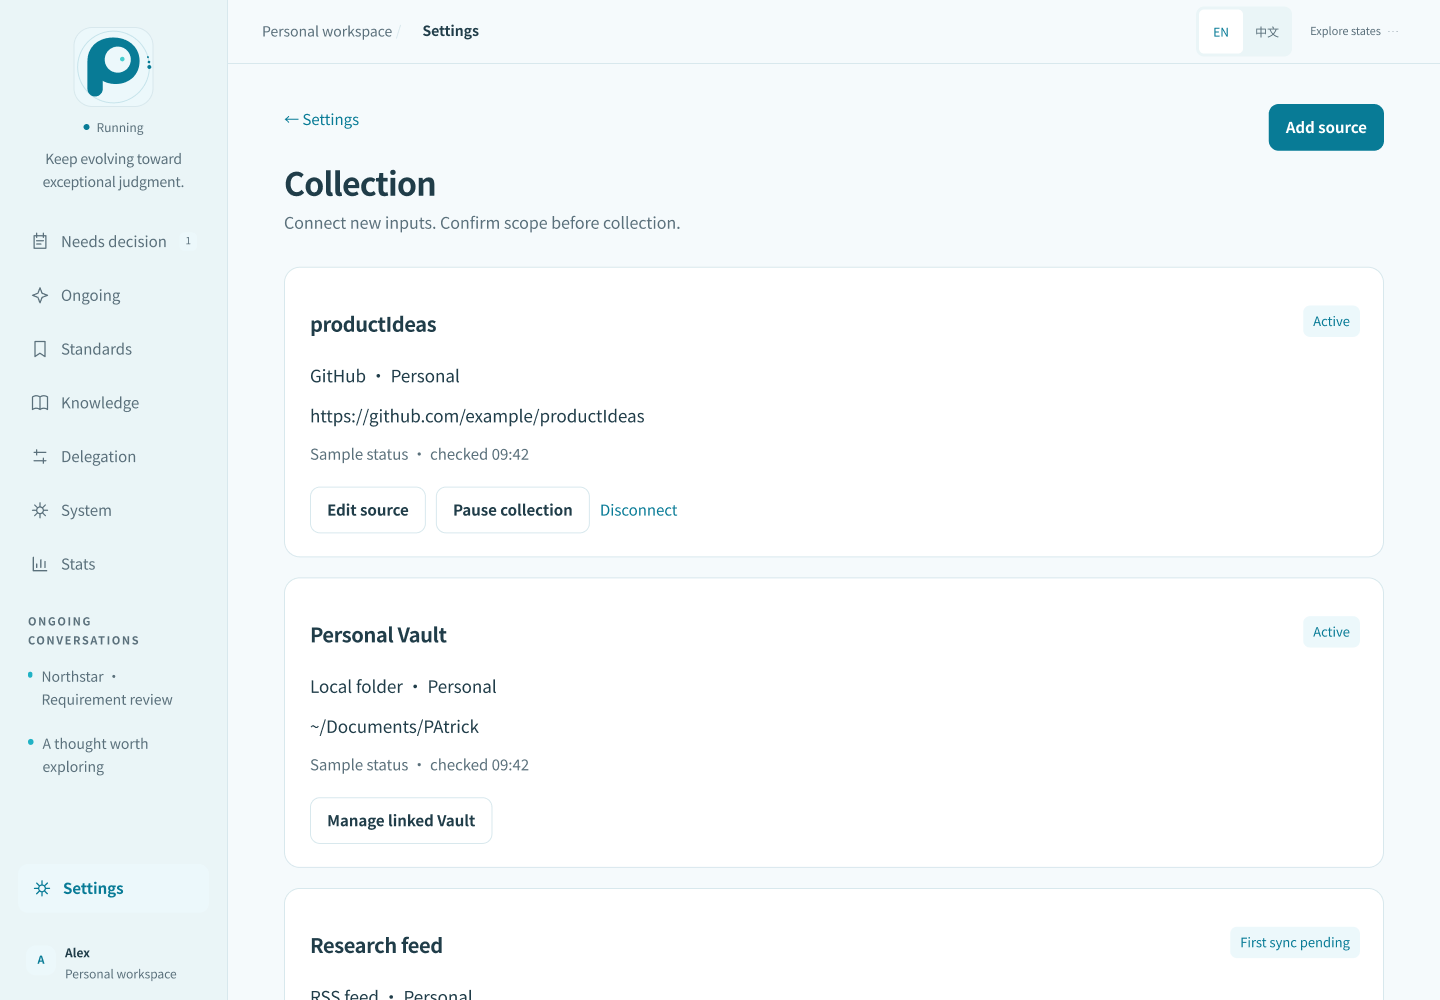 Running
Keep evolving toward
exceptional judgment.
Needs decision 1
Ongoing
Standards
Knowledge
Delegation
System
Stats
ONGOING
CONVERSATIONS
Northstar •
Requirement review
A thought worth
exploring
Settings
A
Alex
Personal workspace
Personal workspace / Settings
EN 中文 Explore states ···
← Settings
Add source
Collection
Connect new inputs. Confirm scope before collection.
productIdeas
Active
GitHub • Personal
https://github.com/example/productIdeas
Sample status • checked 09:42
Edit source Pause collection Disconnect
Personal Vault
Active
Local folder • Personal
~/Documents/PAtrick
Sample status • checked 09:42
Manage linked Vault
Research feed
First sync pending
RSS feed • Personal